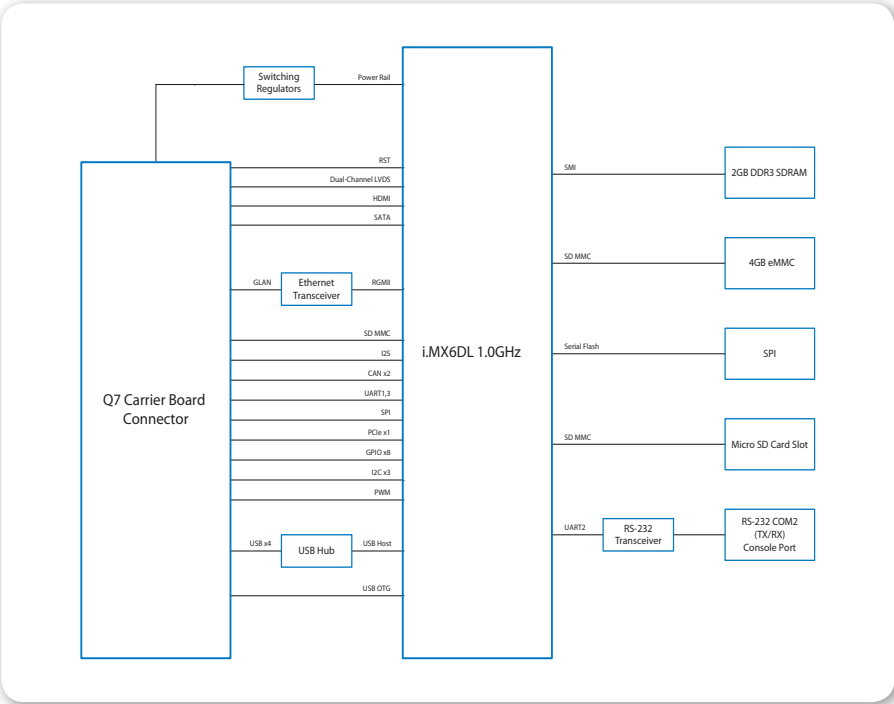 Switching
Regulators
Power Rail
RST
Dual-Channel LVDS
HDMI
SATA
GLAN
Ethernet
Transceiver
RGMII
SD MMC
I2S
CAN x2
UART1,3
SPI
PCIe x1
GPIO x8
I2C x3
PWM
USB x4
USB Hub
USB Host
USB OTG
Q7 Carrier Board
Connector
i.MX6DL 1.0GHz
SMI
2GB DDR3 SDRAM
SD MMC
4GB eMMC
Serial Flash
SPI
SD MMC
Micro SD Card Slot
UART2
RS-232
Transceiver
RS-232 COM2
(TX/RX)
Console Port